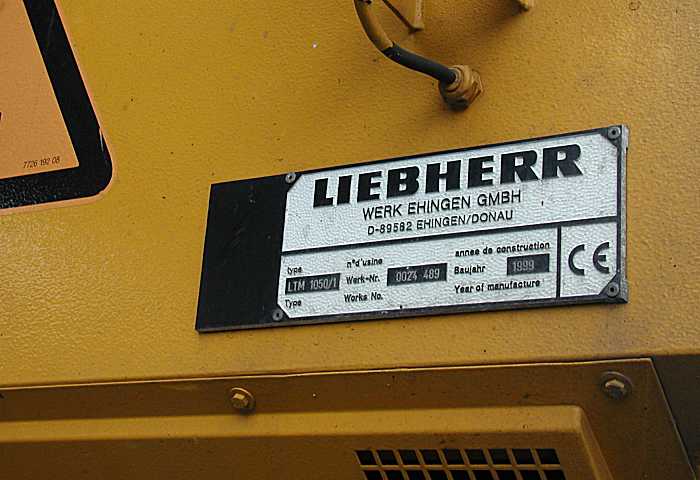 7726 192 08
LIEBHERR
WERK EHINGEN GMBH
D-89582 EHINGEN/DONAU
type n°d'usine annee de construction
LTM 1050/1 Werk-Nr. 0024 489 Baujahr 1999
Type Works No. Year of manufacture
CE